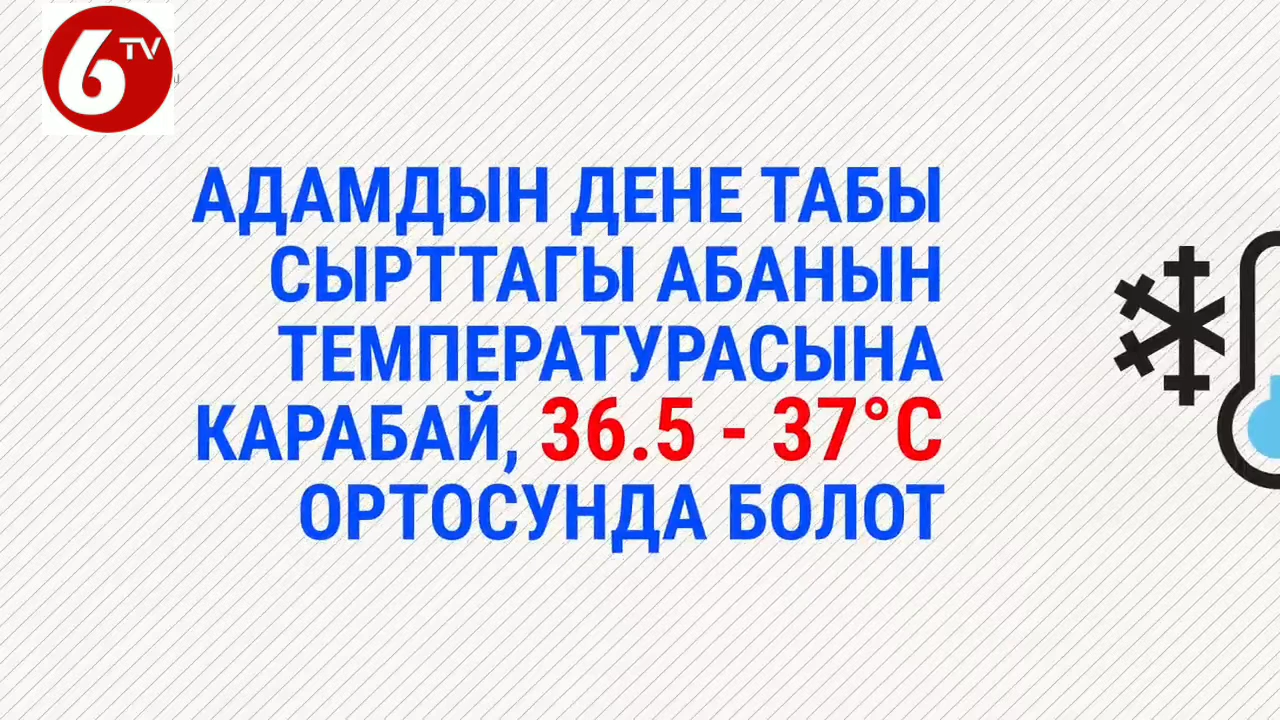 6TV
АДАМДЫН ДЕНЕ ТАБЫ
СЫРТТАГЫ АБАНЫН
ТЕМПЕРАТУРАСЫНА
КАРАБАЙ, 36.5 - 37°C
ОРТОСУНДА БОЛОТ